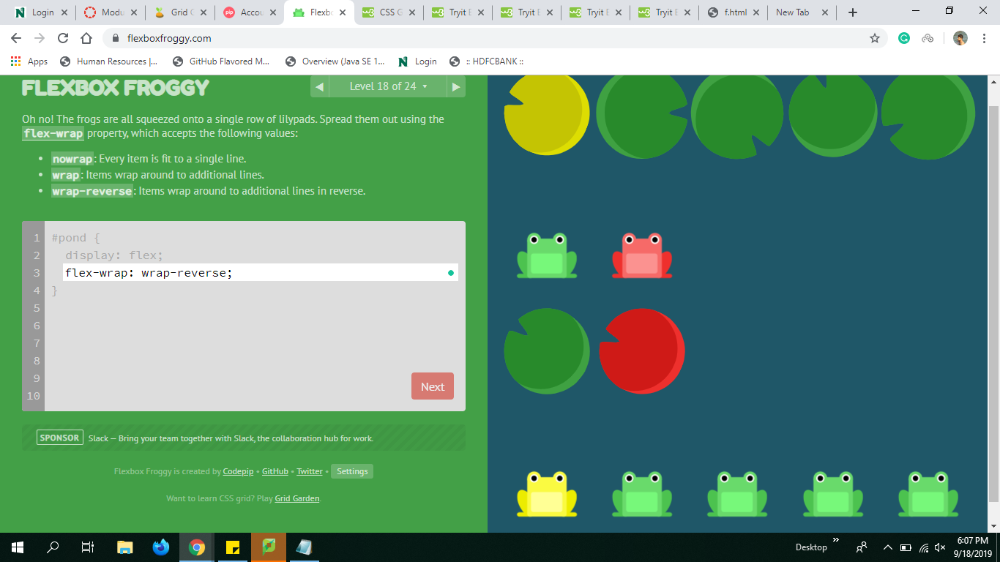 Login
Modu
Grid G
Accou
Flexbo
CSS G
Tryit E
Tryit E
Tryit E
Tryit E
f.html
New Tab
flexboxfroggy.com
Apps
Human Resources |...
GitHub Flavored M...
Overview (Java SE 1...
Login
:: HDFCBANK ::
FLEXBOX FROGGY
Level 18 of 24
Oh no! The frogs are all squeezed onto a single row of lilypads. Spread them out using the
flex-wrap property, which accepts the following values:
• nowrap: Every item is fit to a single line.
• wrap: Items wrap around to additional lines.
• wrap-reverse: Items wrap around to additional lines in reverse.
1 #pond {
2 display: flex;
3 flex-wrap: wrap-reverse;
4 }
5
6
7
8
9
10
Next
SPONSOR Slack — Bring your team together with Slack, the collaboration hub for work.
Flexbox Froggy is created by Codepip • GitHub • Twitter • Settings
Want to learn CSS grid? Play Grid Garden.
Desktop
6:07 PM
9/18/2019